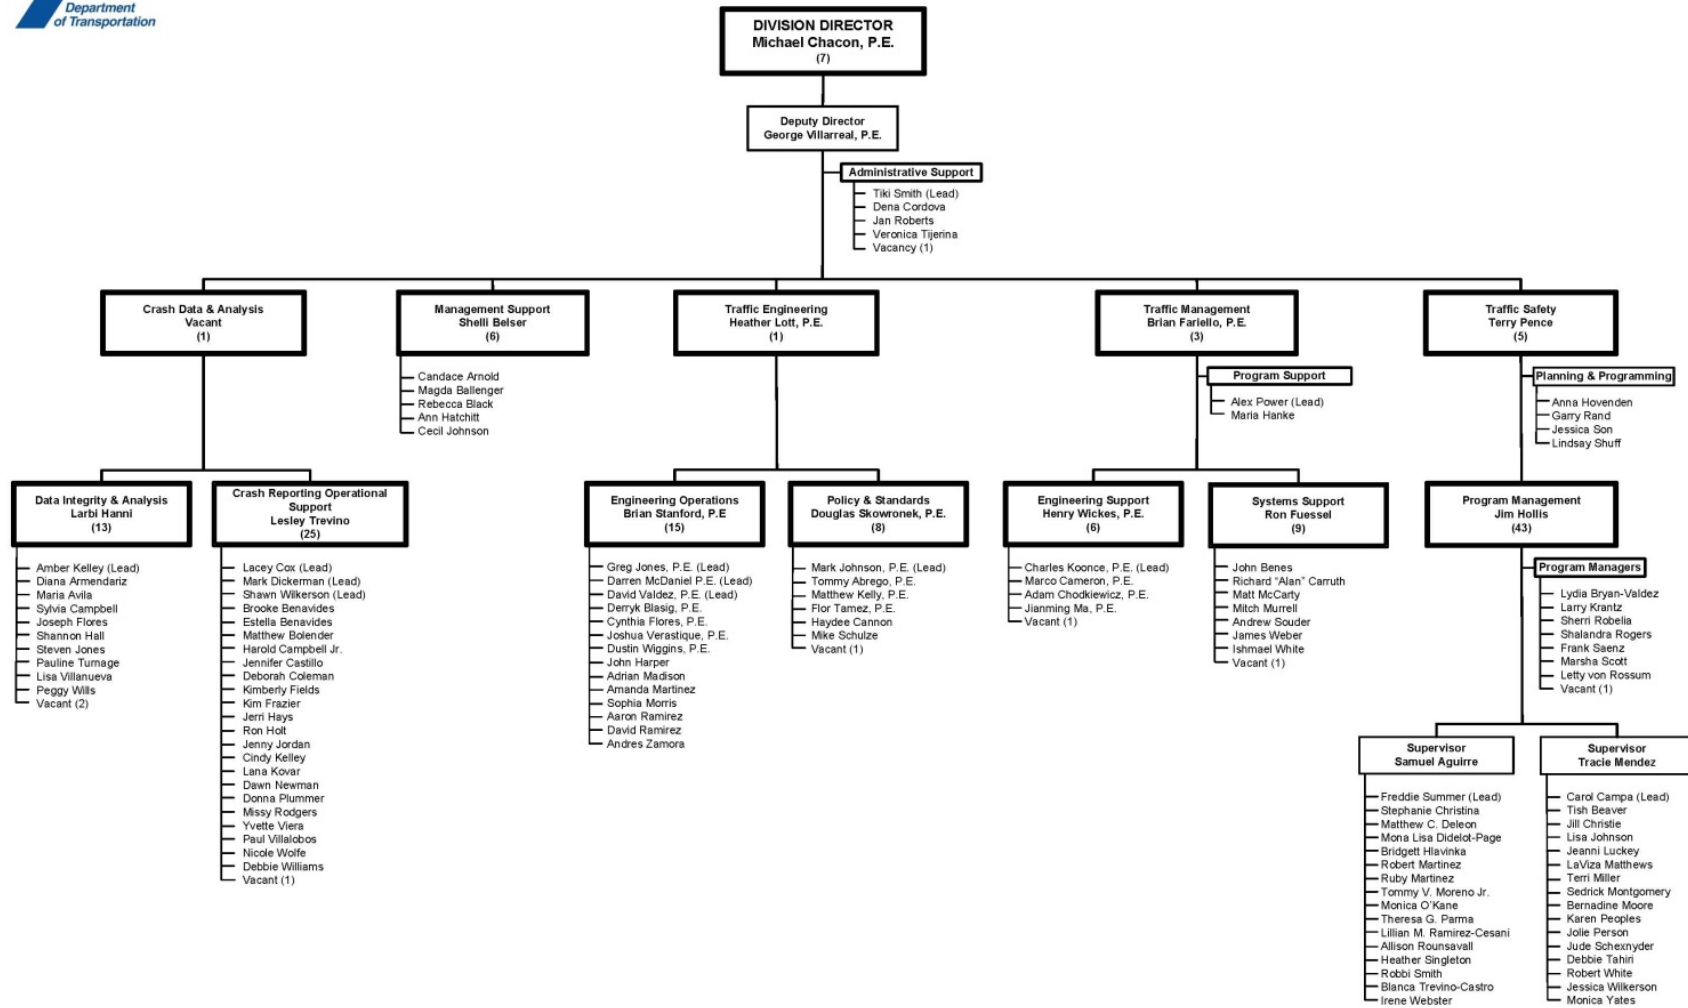 Department
of Transportation
DIVISION DIRECTOR
Michael Chacon, P.E.
(7)
Deputy Director
George Villarreal, P.E.
Administrative Support
Tiki Smith (Lead)
Dena Cordova
Jan Roberts
Veronica Tijerina
Vacancy (1)
Crash Data & Analysis
Vacant
(1)
Management Support
Shelli Belser
(6)
Candace Arnold
Magda Ballenger
Rebecca Black
Ann Hatchitt
Cecil Johnson
Traffic Engineering
Heather Lott, P.E.
(1)
Traffic Management
Brian Fariello, P.E.
(3)
Program Support
Alex Power (Lead)
Maria Hanke
Traffic Safety
Terry Pence
(5)
Planning & Programming
Anna Hovenden
Garry Rand
Jessica Son
Lindsay Shuff
Data Integrity & Analysis
Larbi Hanni
(13)
Amber Kelley (Lead)
Diana Armendariz
Maria Avila
Sylvia Campbell
Joseph Flores
Shannon Hall
Steven Jones
Pauline Turnage
Lisa Villanueva
Peggy Wills
Vacant (2)
Crash Reporting Operational
Support
Lesley Trevino
(25)
Lacey Cox (Lead)
Mark Dickerman (Lead)
Shawn Wilkerson (Lead)
Brooke Benavides
Estella Benavides
Matthew Bolender
Harold Campbell Jr.
Jennifer Castillo
Deborah Coleman
Kimberly Fields
Kim Frazier
Jerri Hays
Ron Holt
Jenny Jordan
Cindy Kelley
Lana Kovar
Dawn Newman
Donna Plummer
Missy Rodgers
Yvette Viera
Paul Villalobos
Nicole Wolfe
Debbie Williams
Vacant (1)
Engineering Operations
Brian Stanford, P.E
(15)
Greg Jones, P.E. (Lead)
Darren McDaniel P.E. (Lead)
David Valdez, P.E. (Lead)
Derryk Blasig, P.E.
Cynthia Flores, P.E.
Joshua Verastique, P.E.
Dustin Wiggins, P.E.
John Harper
Adrian Madison
Amanda Martinez
Sophia Morris
Aaron Ramirez
David Ramirez
Andres Zamora
Policy & Standards
Douglas Skowronek, P.E.
(8)
Mark Johnson, P.E. (Lead)
Tommy Abrego, P.E.
Matthew Kelly, P.E.
Flor Tamez, P.E.
Haydee Cannon
Mike Schulze
Vacant (1)
Engineering Support
Henry Wickes, P.E.
(6)
Charles Koonce, P.E. (Lead)
Marco Cameron, P.E.
Adam Chodkiewicz, P.E.
Jianming Ma, P.E.
Vacant (1)
Systems Support
Ron Fuessel
(9)
John Benes
Richard “Alan” Carruth
Matt McCarty
Mitch Murrell
Andrew Souder
James Weber
Ishmael White
Vacant (1)
Program Management
Jim Hollis
(43)
Program Managers
Lydia Bryan-Valdez
Larry Krantz
Sherri Robelia
Shalandra Rogers
Frank Saenz
Marsha Scott
Letty von Rossum
Vacant (1)
Supervisor
Samuel Aguirre
Freddie Summer (Lead)
Stephanie Christina
Matthew C. Deleon
Mona Lisa Didelot-Page
Bridgett Hlavinka
Robert Martinez
Ruby Martinez
Tommy V. Moreno Jr.
Monica O’Kane
Theresa G. Parma
Lillian M. Ramirez-Cesani
Allison Rounsavall
Heather Singleton
Robbi Smith
Blanca Trevino-Castro
Irene Webster
Supervisor
Tracie Mendez
Carol Campa (Lead)
Tish Beaver
Jill Christie
Lisa Johnson
Jeanni Luckey
LaViza Matthews
Terri Miller
Sedrick Montgomery
Bernadine Moore
Karen Peoples
Jolie Person
Jude Schexnyder
Debbie Tahiri
Robert White
Jessica Wilkerson
Monica Yates